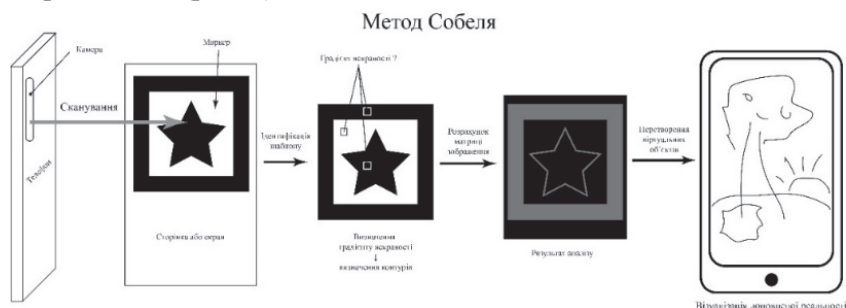 Метод Собеля
Камера
Маркер
Градієнт яскравості ?
Сканування
Телефон
Ідентифікація
шаблону
Розрахунок
матриці
зображення
Перетворення
віртуальних
об'єктів
Сторінка або екран
Визначення
градієнту яскравості
↓
визначення контурів
Результат аналізу
Візуалізація доповненої реальності